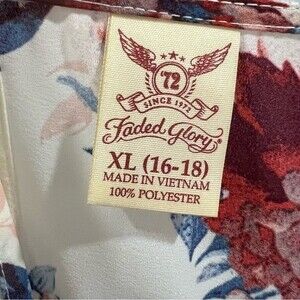 '72
SINCE 1972
Faded Glory®
XL (16-18)
MADE IN VIETNAM
100% POLYESTER